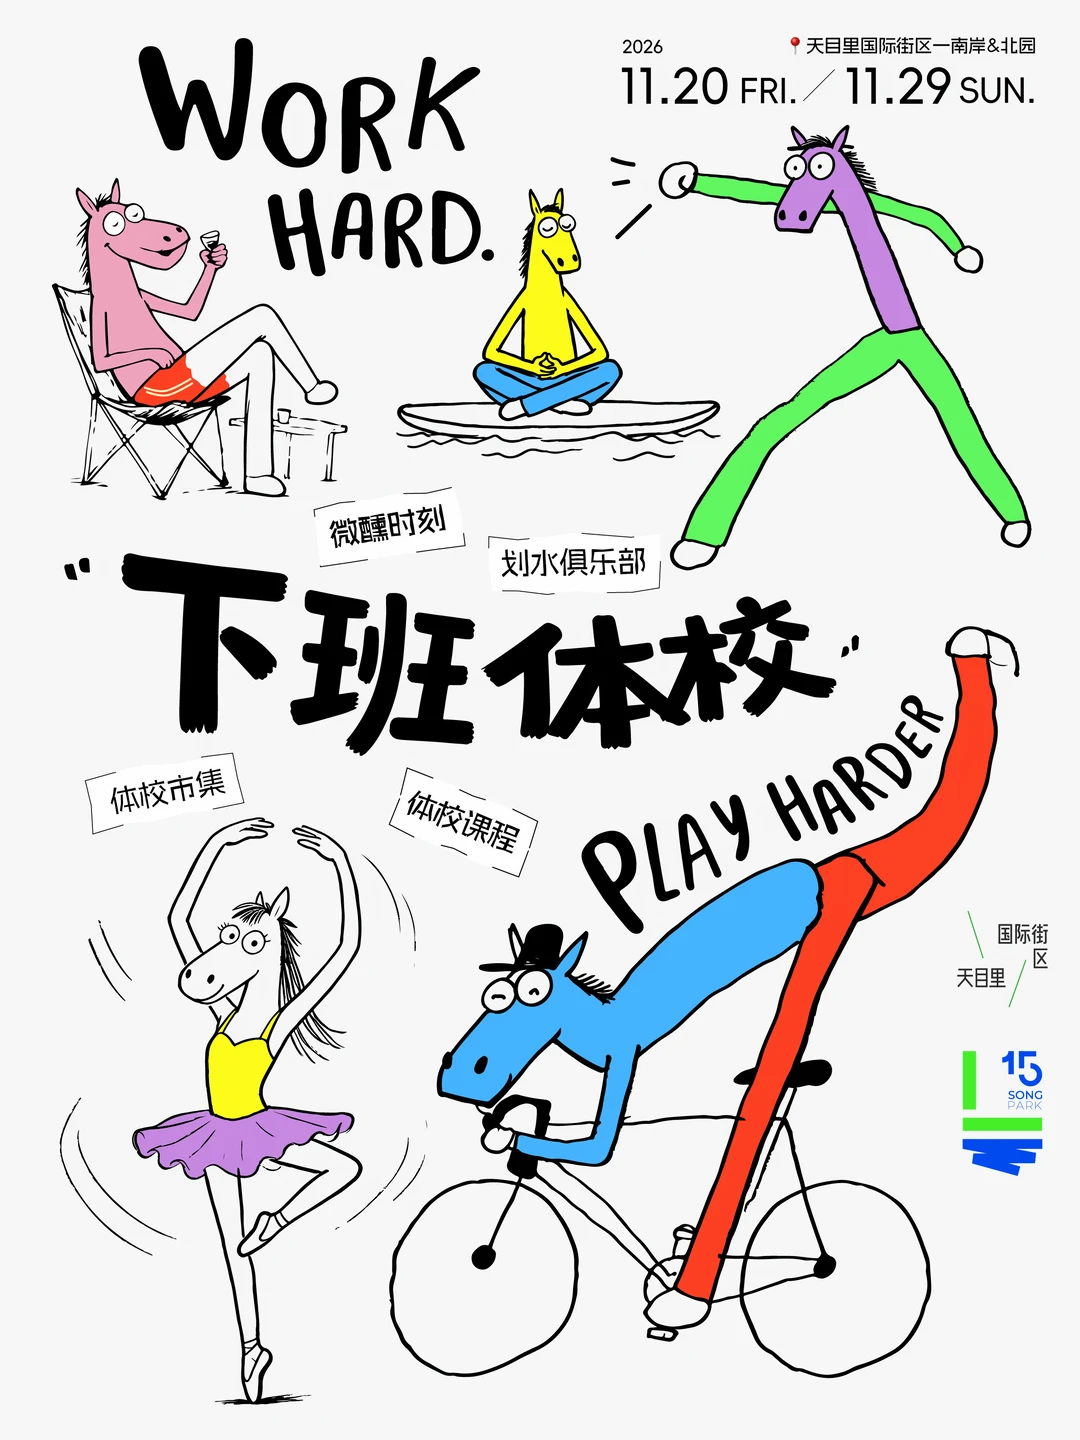 WORK
HARD.
2026
天目里国际街区—南岸&北园
11.20 FRI. / 11.29 SUN.
微醺时刻
划水俱乐部
“下班体校”
体校市集
体校课程
PLAY HARDER
国际街
区
天目里
15
SONG
PARK